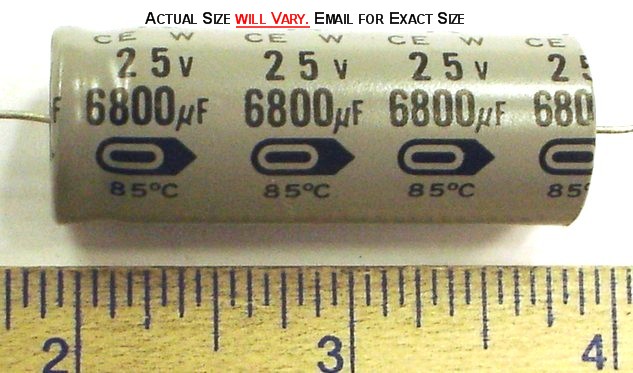 ACTUAL SIZE WILL VARY. EMAIL FOR EXACT SIZE
CE W CE W CE W CE
25V 25V 25V 25
F 6800µF 6800µF 6800µF 680
85°C 85°C 85°C 85
2 3 4